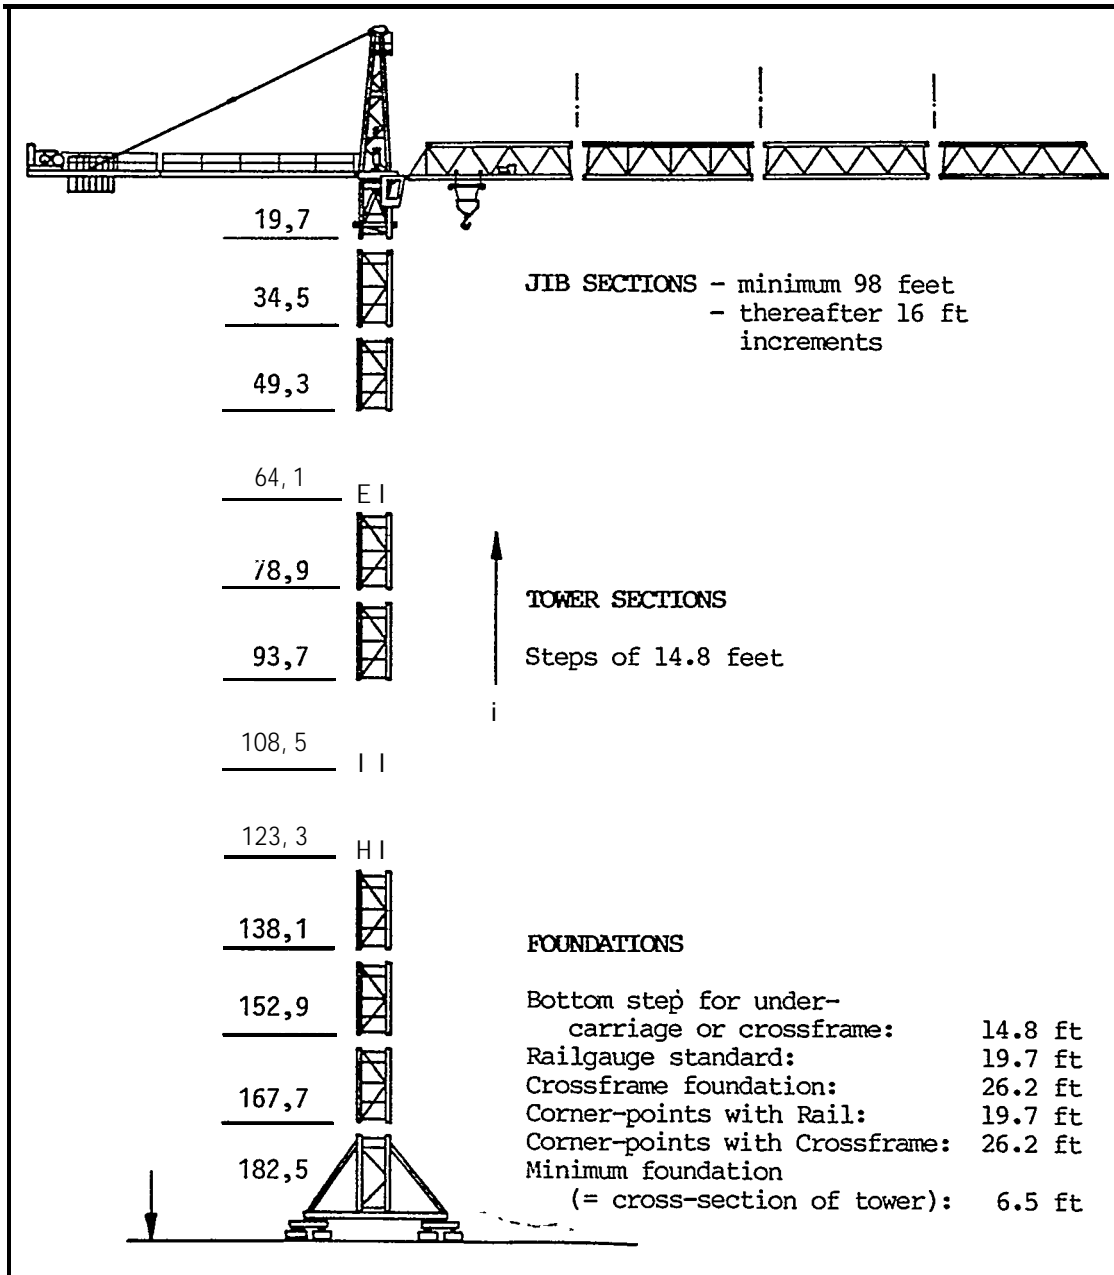 19,7
JIB SECTIONS - minimum 98 feet
- thereafter 16 ft
increments
34,5
49,3
64,1
E I
78,9
TOWER SECTIONS
93,7
Steps of 14.8 feet
i
108,5
I I
123,3
H I
138,1
FOUNDATIONS
152,9
Bottom step for under-
carriage or crossframe: 14.8 ft
Railgauge standard: 19.7 ft
Crossframe foundation: 26.2 ft
167,7
Corner-points with Rail: 19.7 ft
Corner-points with Crossframe: 26.2 ft
182,5
Minimum foundation
(= cross-section of tower): 6.5 ft